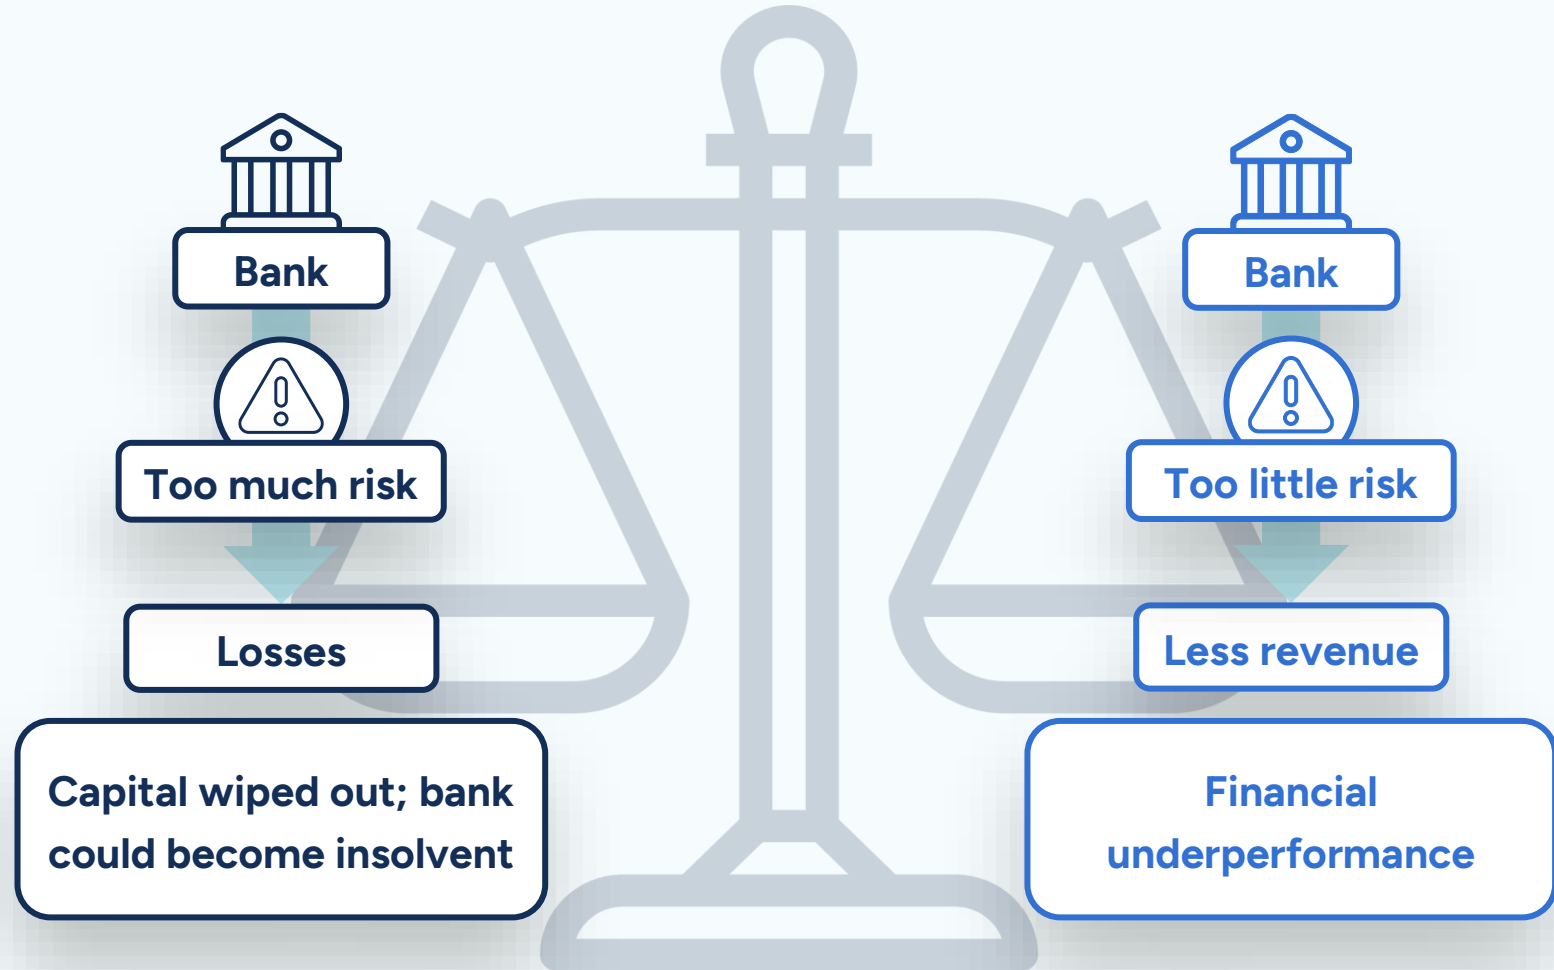 Bank
Too much risk
Losses
Capital wiped out; bank
could become insolvent
Bank
Too little risk
Less revenue
Financial
underperformance